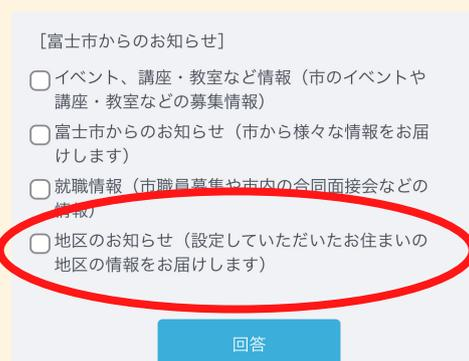 ［富士市からのお知らせ］
イベント、講座・教室など情報（市のイベントや
講座・教室などの募集情報）
富士市からのお知らせ（市から様々な情報をお届
けします）
就職情報（市職員募集や市内の合同面接会などの
情報）
地区のお知らせ（設定していただいたお住まいの
地区の情報をお届けします）
回答